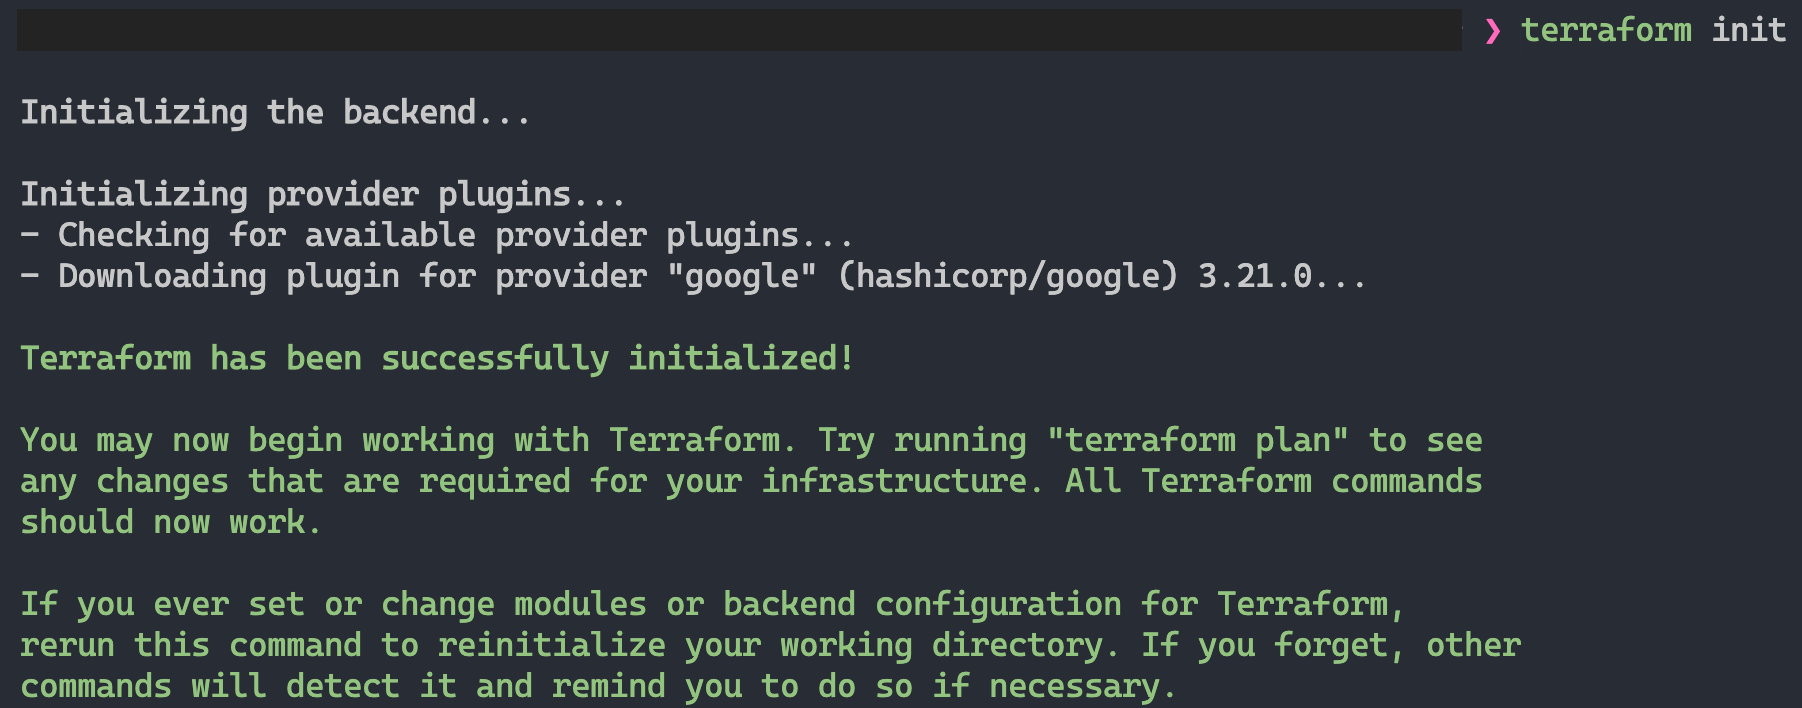 ❯ terraform init
Initializing the backend...
Initializing provider plugins...
- Checking for available provider plugins...
- Downloading plugin for provider "google" (hashicorp/google) 3.21.0...
Terraform has been successfully initialized!
You may now begin working with Terraform. Try running "terraform plan" to see
any changes that are required for your infrastructure. All Terraform commands
should now work.
If you ever set or change modules or backend configuration for Terraform,
rerun this command to reinitialize your working directory. If you forget, other
commands will detect it and remind you to do so if necessary.